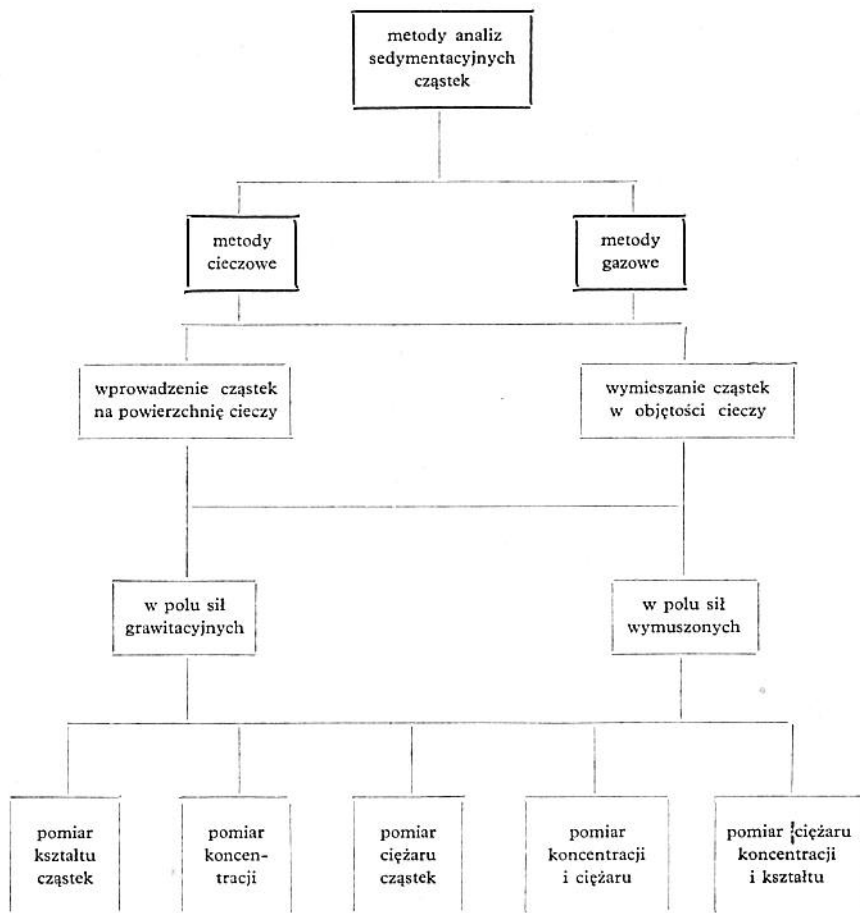 metody analiz
sedymentacyjnych
cząstek
metody
cieczowe
metody
gazowe
wprowadzenie cząstek
na powierzchnię cieczy
wymieszanie cząstek
w objętości cieczy
w polu sił
grawitacyjnych
w polu sił
wymuszonych
pomiar
kształtu
cząstek
pomiar
koncen-
tracji
pomiar
ciężaru
cząstek
pomiar
koncentracji
i ciężaru
pomiar ciężaru
koncentracji
i kształtu